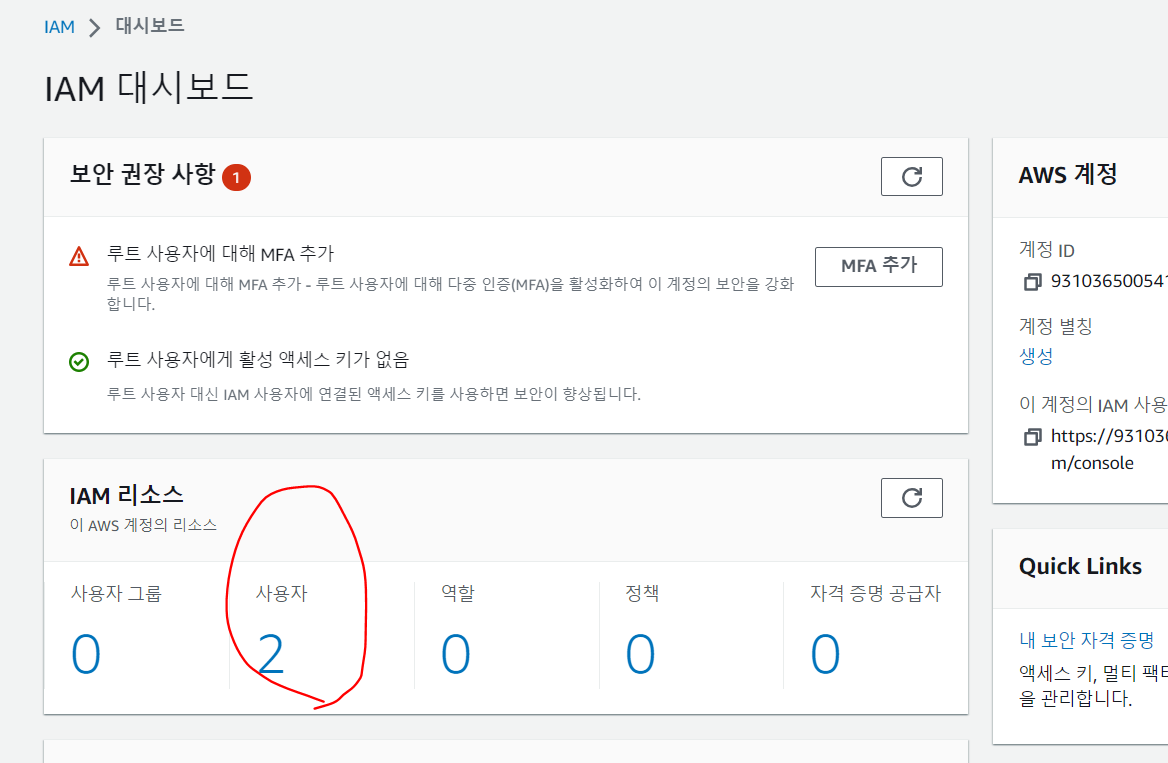 IAM > 대시보드
IAM 대시보드
보안 권장 사항 1
루트 사용자에 대해 MFA 추가
루트 사용자에 대해 MFA 추가 - 루트 사용자에 대해 다중 인증(MFA)을 활성화하여 이 계정의 보안을 강화
합니다.
MFA 추가
루트 사용자에게 활성 액세스 키가 없음
루트 사용자 대신 IAM 사용자에 연결된 액세스 키를 사용하면 보안이 향상됩니다.
IAM 리소스
이 AWS 계정의 리소스
사용자 그룹
0
사용자
2
역할
0
정책
0
자격 증명 공급자
0
AWS 계정
계정 ID
931036500541
계정 별칭
생성
이 계정의 IAM 사용
https://93103
m/console
Quick Links
내 보안 자격 증명
액세스 키, 멀티
을 관리합니다.